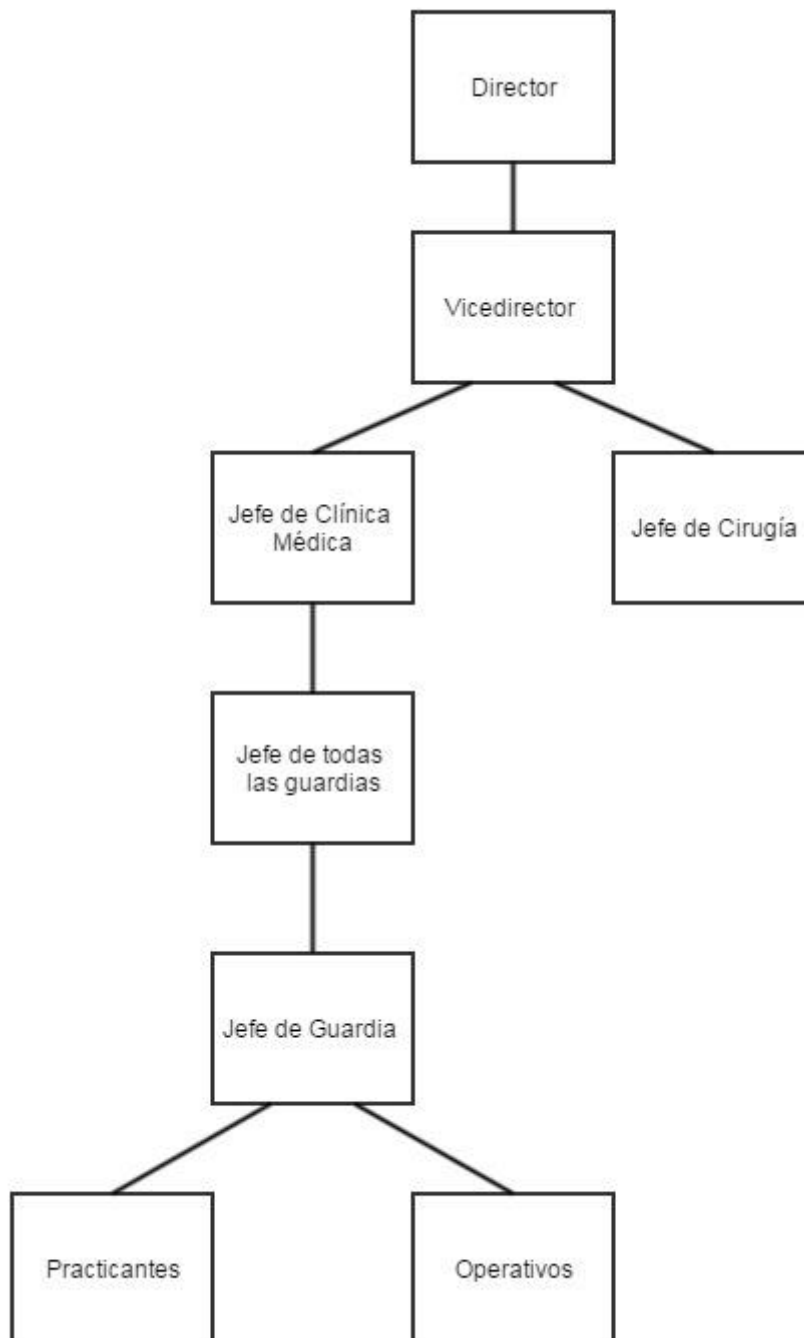 Director
Vicedirector
Jefe de Clínica
Médica
Jefe de Cirugía
Jefe de todas
las guardias
Jefe de Guardia
Practicantes
Operativos